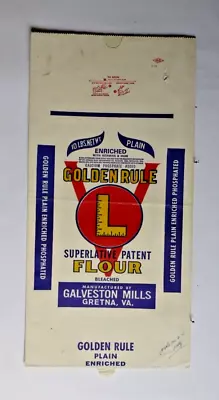 10 LBS. NET WT.
PLAIN
ENRICHED
GOLDEN RULE
L
SUPERLATIVE PATENT
FLOUR
BLEACHED
MANUFACTURED BY
GALVESTON MILLS
GRETNA, VA.
GOLDEN RULE PLAIN ENRICHED PHOSPHATED
GOLDEN RULE PLAIN ENRICHED PHOSPHATED
GOLDEN RULE
PLAIN
ENRICHED